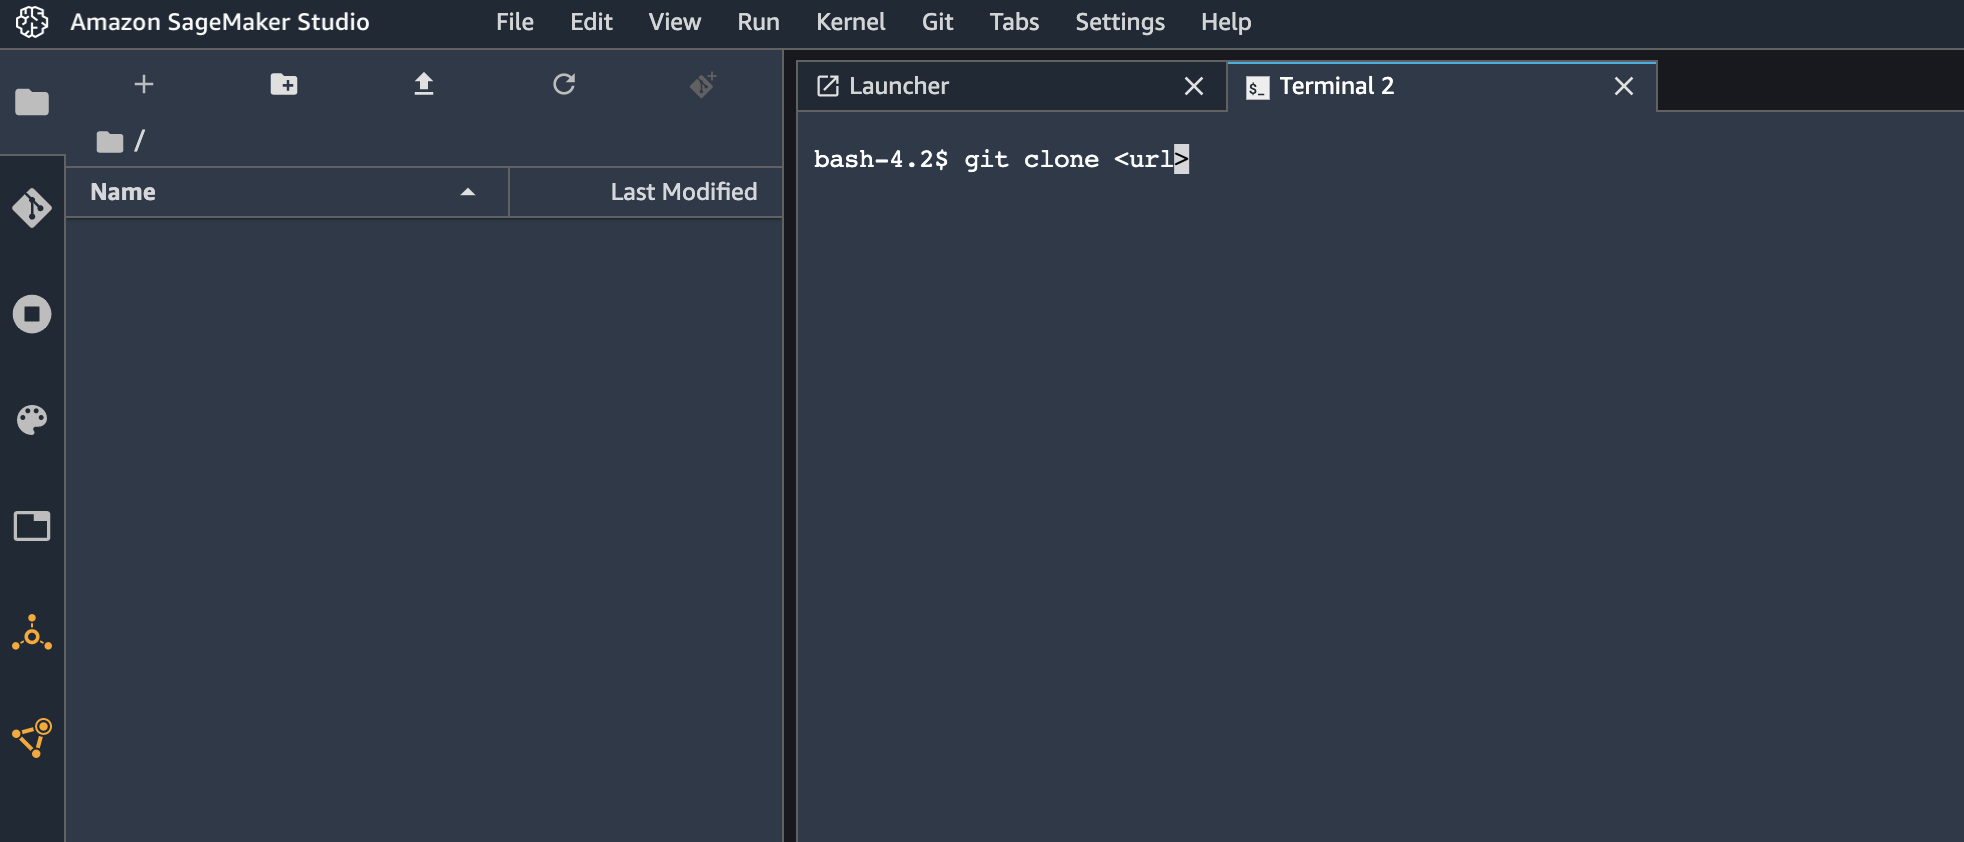 Amazon SageMaker Studio File Edit View Run Kernel Git Tabs Settings Help
Launcher Terminal 2
/
bash-4.2$ git clone <url>
Name Last Modified